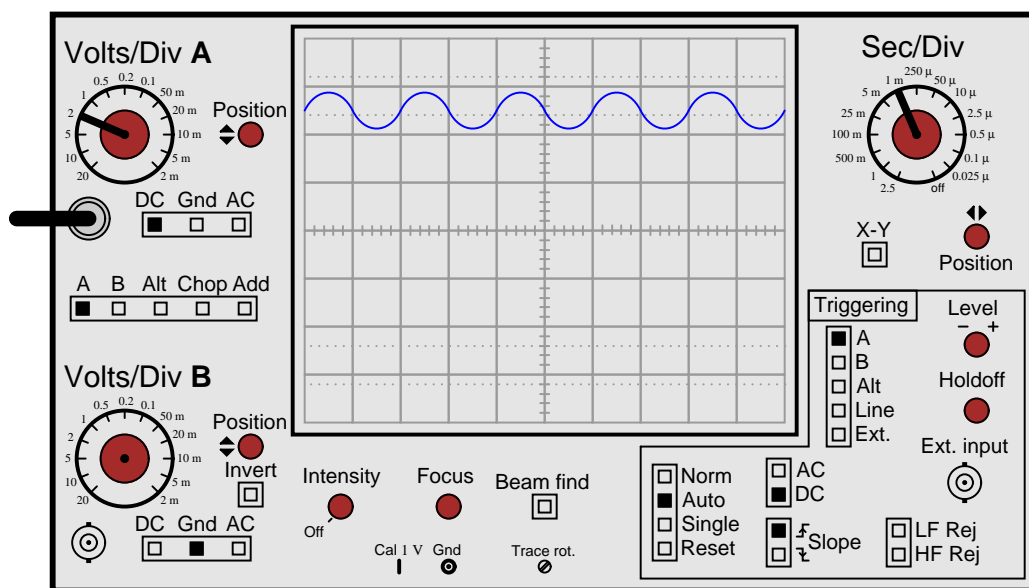 Volts/Div A
0.5 0.2 0.1
1 50 m
2 20 m
5 10 m
10 5 m
20 2 m
Position
DC Gnd AC
A B Alt Chop Add
Volts/Div B
0.5 0.2 0.1
1 50 m
2 20 m
5 10 m
10 5 m
20 2 m
Position
Invert
DC Gnd AC
Intensity
Off
Focus
Beam find
Cal 1 V
Gnd
Trace rot.
Sec/Div
1 m 250 µ
5 m 50 µ
25 m 10 µ
100 m 2.5 µ
500 m 0.5 µ
1 0.1 µ
2.5 off 0.025 µ
X-Y
Position
Triggering
A
B
Alt
Line
Ext.
Level
− +
Holdoff
Ext. input
Norm
Auto
Single
Reset
AC
DC
Slope
LF Rej
HF Rej